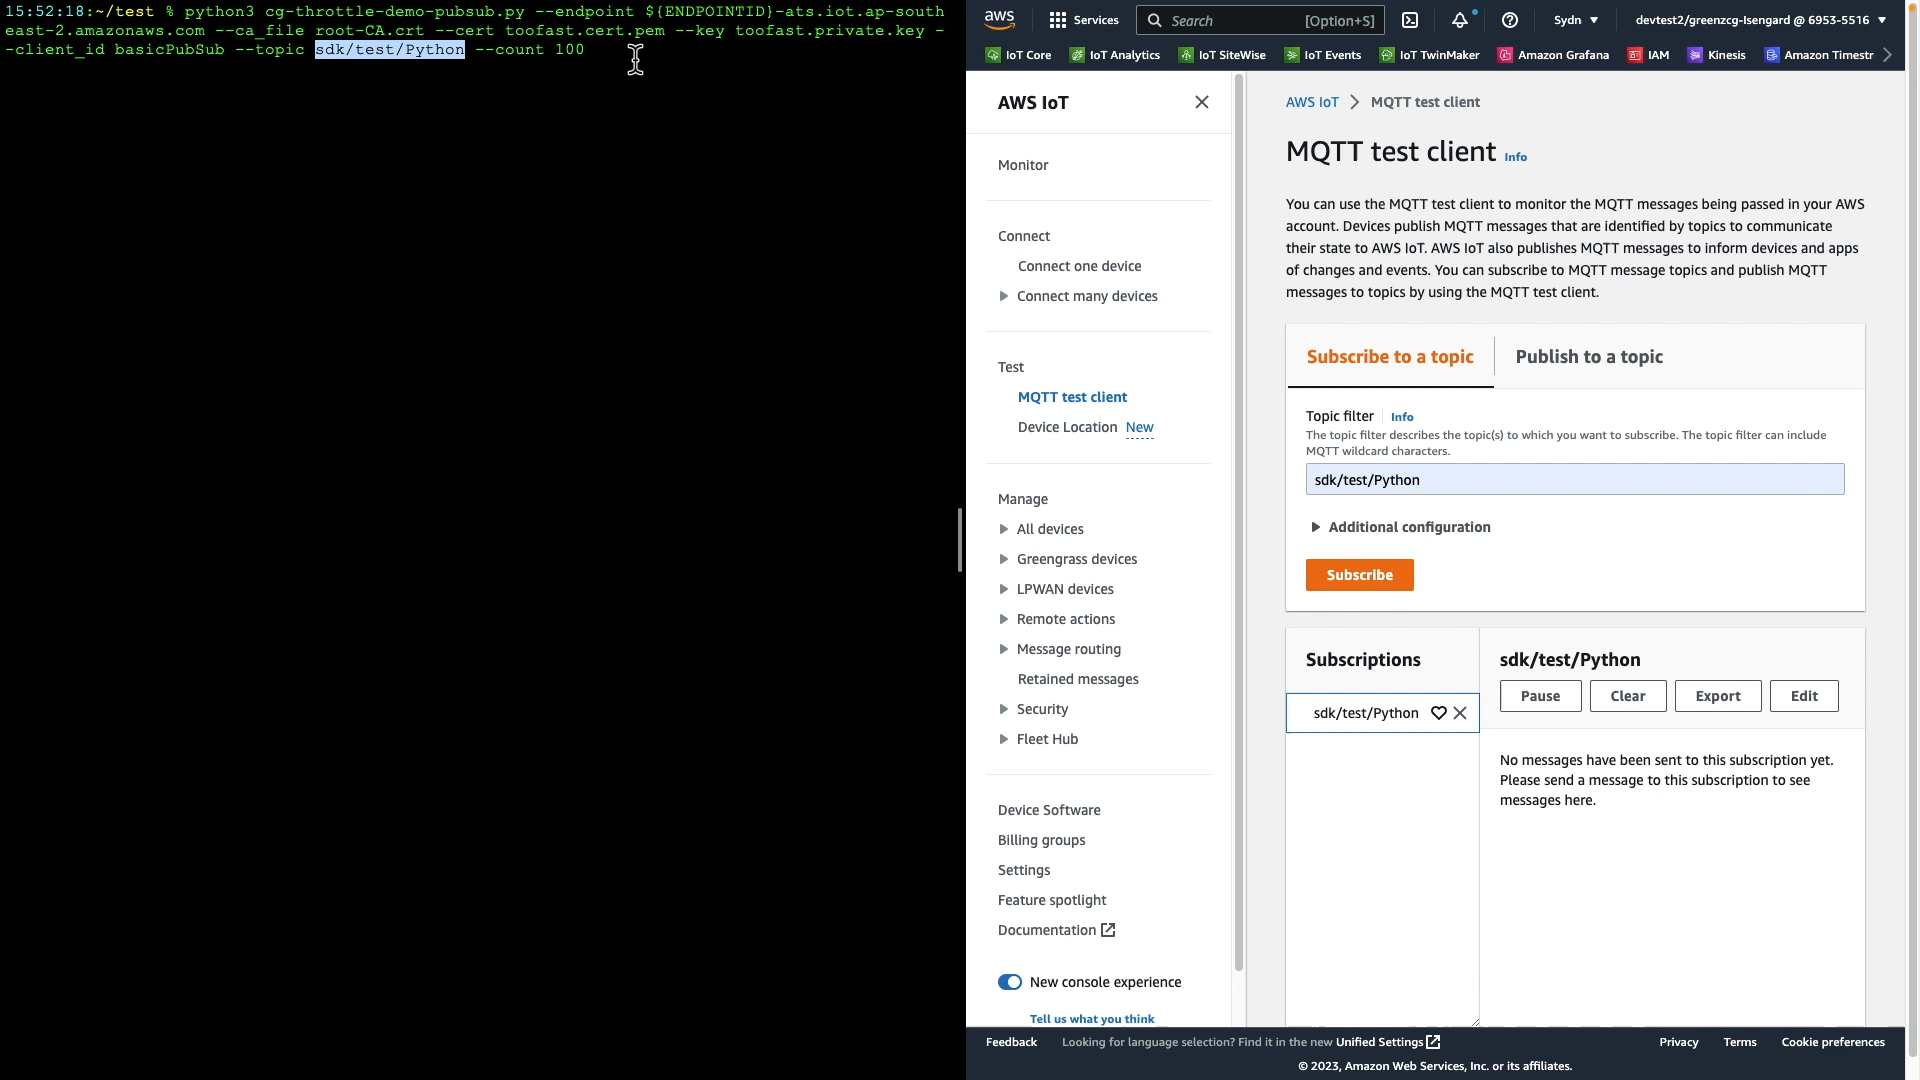 15:52:18:~/test % python3 cg-throttle-demo-pubsub.py --endpoint ${ENDPOINTID}-ats.iot.ap-south
east-2.amazonaws.com --ca_file root-CA.crt --cert toofast.cert.pem --key toofast.private.key -
-client_id basicPubSub --topic sdk/test/Python --count 100
aws
Services
Search
[Option+S]
Sydn
devtest2/greenzcg-Isengard @ 6953-5516
IoT Core
IoT Analytics
IoT SiteWise
IoT Events
IoT TwinMaker
Amazon Grafana
IAM
Kinesis
Amazon Timestr
AWS IoT
Monitor
Connect
Connect one device
Connect many devices
Test
MQTT test client
Device Location New
Manage
All devices
Greengrass devices
LPWAN devices
Remote actions
Message routing
Retained messages
Security
Fleet Hub
Device Software
Billing groups
Settings
Feature spotlight
Documentation
New console experience
Tell us what you think
AWS IoT > MQTT test client
MQTT test client Info
You can use the MQTT test client to monitor the MQTT messages being passed in your AWS
account. Devices publish MQTT messages that are identified by topics to communicate
their state to AWS IoT. AWS IoT also publishes MQTT messages to inform devices and apps
of changes and events. You can subscribe to MQTT message topics and publish MQTT
messages to topics by using the MQTT test client.
Subscribe to a topic
Publish to a topic
Topic filter Info
The topic filter describes the topic(s) to which you want to subscribe. The topic filter can include
MQTT wildcard characters.
sdk/test/Python
Additional configuration
Subscribe
Subscriptions
sdk/test/Python
sdk/test/Python
Pause
Clear
Export
Edit
No messages have been sent to this subscription yet.
Please send a message to this subscription to see
messages here.
Feedback
Looking for language selection? Find it in the new Unified Settings
Privacy
Terms
Cookie preferences
© 2023, Amazon Web Services, Inc. or its affiliates.